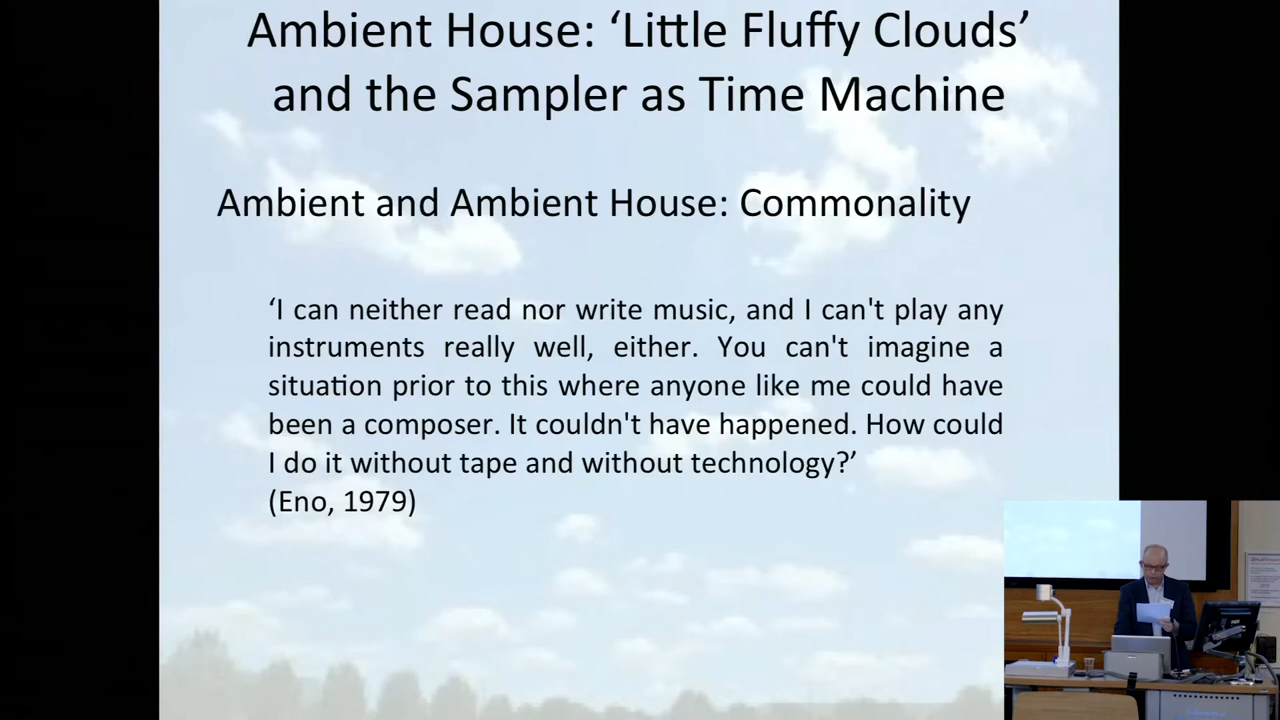 Ambient House: ‘Little Fluffy Clouds’
and the Sampler as Time Machine
Ambient and Ambient House: Commonality
‘I can neither read nor write music, and I can't play any
instruments really well, either. You can't imagine a
situation prior to this where anyone like me could have
been a composer. It couldn't have happened. How could
I do it without tape and without technology?’
(Eno, 1979)